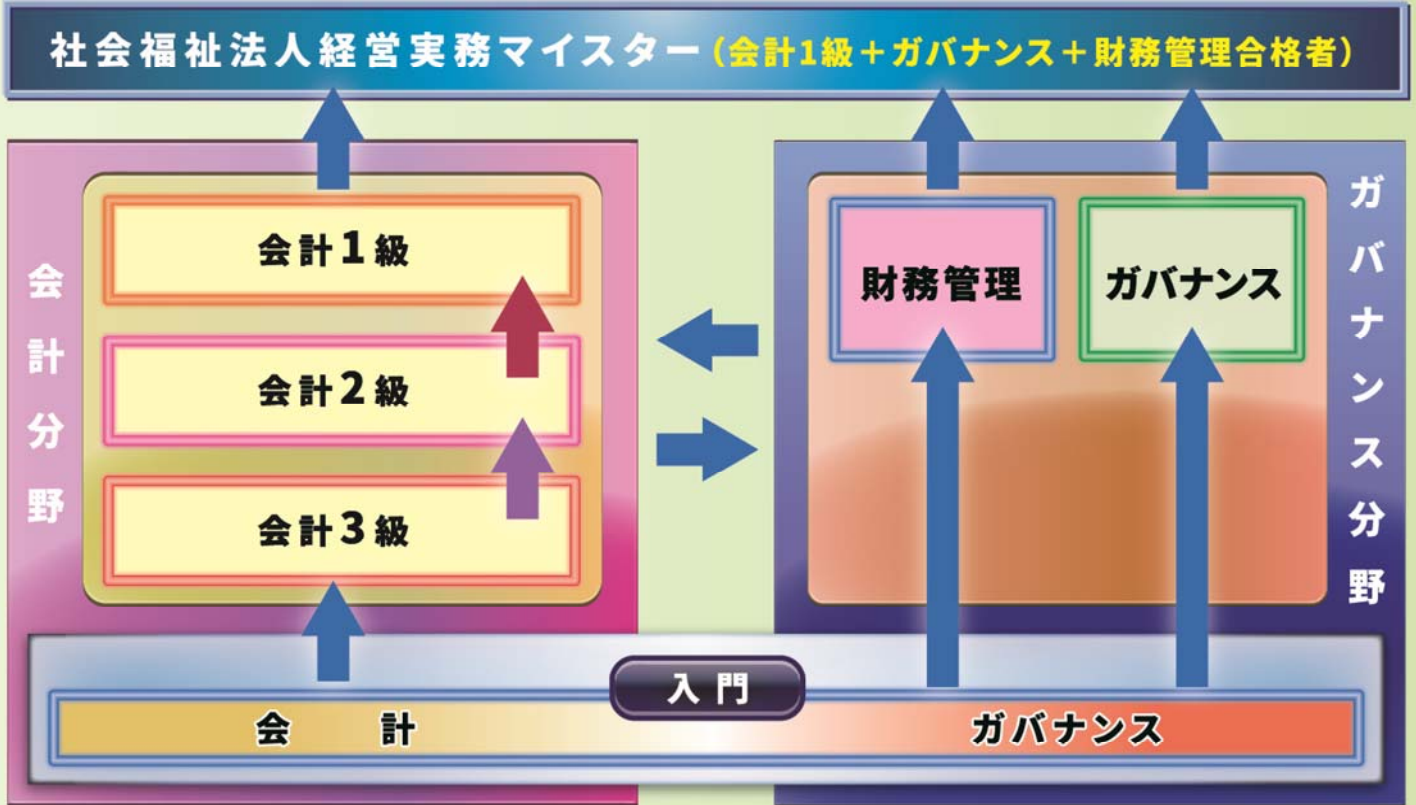 社会福祉法人経営実務マイスター(会計1級+ガバナンス+財務管理合格者)
会計分野
会計1級
会計2級
会計3級
財務管理
ガバナンス
ガバナンス分野
入門
会計
ガバナンス